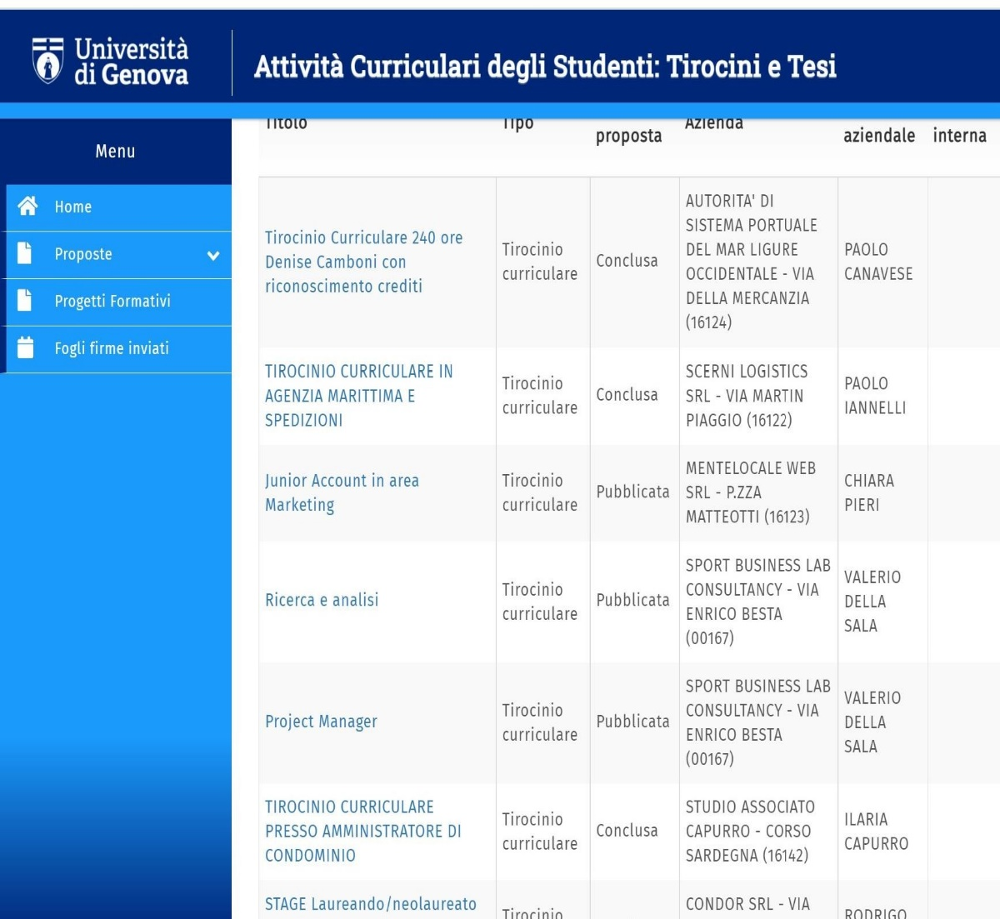 Università
di Genova
Attività Curriculari degli Studenti: Tirocini e Tesi
Menu
Home
Proposte
Progetti Formativi
Fogli firme inviati
Titolo
Tipo
proposta
Azienda
aziendale
interna
Tirocinio Curriculare 240 ore
Denise Camboni con
riconoscimento crediti
Tirocinio
curriculare
Conclusa
AUTORITA' DI
SISTEMA PORTUALE
DEL MAR LIGURE
OCCIDENTALE - VIA
DELLA MERCANZIA
(16124)
PAOLO
CANAVESE
TIROCINIO CURRICULARE IN
AGENZIA MARITTIMA E
SPEDIZIONI
Tirocinio
curriculare
Conclusa
SCERNI LOGISTICS
SRL - VIA MARTIN
PIAGGIO (16122)
PAOLO
IANNELLI
Junior Account in area
Marketing
Tirocinio
curriculare
Pubblicata
MENTELOCALE WEB
SRL - P.ZZA
MATTEOTTI (16123)
CHIARA
PIERI
Ricerca e analisi
Tirocinio
curriculare
Pubblicata
SPORT BUSINESS LAB
CONSULTANCY - VIA
ENRICO BESTA
(00167)
VALERIO
DELLA
SALA
Project Manager
Tirocinio
curriculare
Pubblicata
SPORT BUSINESS LAB
CONSULTANCY - VIA
ENRICO BESTA
(00167)
VALERIO
DELLA
SALA
TIROCINIO CURRICULARE
PRESSO AMMINISTRATORE DI
CONDOMINIO
Tirocinio
curriculare
Conclusa
STUDIO ASSOCIATO
CAPURRO - CORSO
SARDEGNA (16142)
ILARIA
CAPURRO
STAGE Laureando/neolaureato
Tirocinio
CONDOR SRL - VIA
RODRIGO